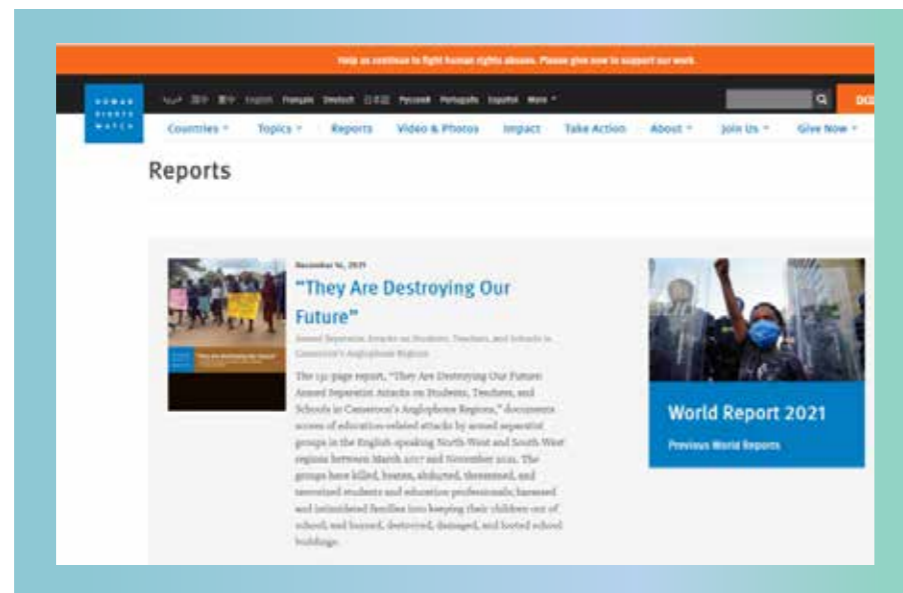 Help us continue to fight human rights abuses. Please give now to support our work
HUMAN
RIGHTS
WATCH
English Français Deutsch Русский Português Español More
Countries Topics Reports Video & Photos Impact Take Action About Join Us Give Now
Reports
"They Are Destroying Our
Future"
Armed Separatist Attacks on Students, Teachers, and Schools in
Cameroon's Anglophone Regions
The page report, "They Are Destroying Our Future:
Armed Separatist Attacks on Students, Teachers, and
Schools in Cameroon's Anglophone Regions," documents
scores of education-related attacks by armed separatist
groups in the English-speaking North-West and South-West
regions between March 2017 and November 2021. The
groups have killed, beaten, abducted, threatened, and
terrorized students and education professionals; harassed
and intimidated families into keeping their children out of
school; and burned, destroyed, damaged, and looted school
buildings.
World Report 2021
Previous World Reports